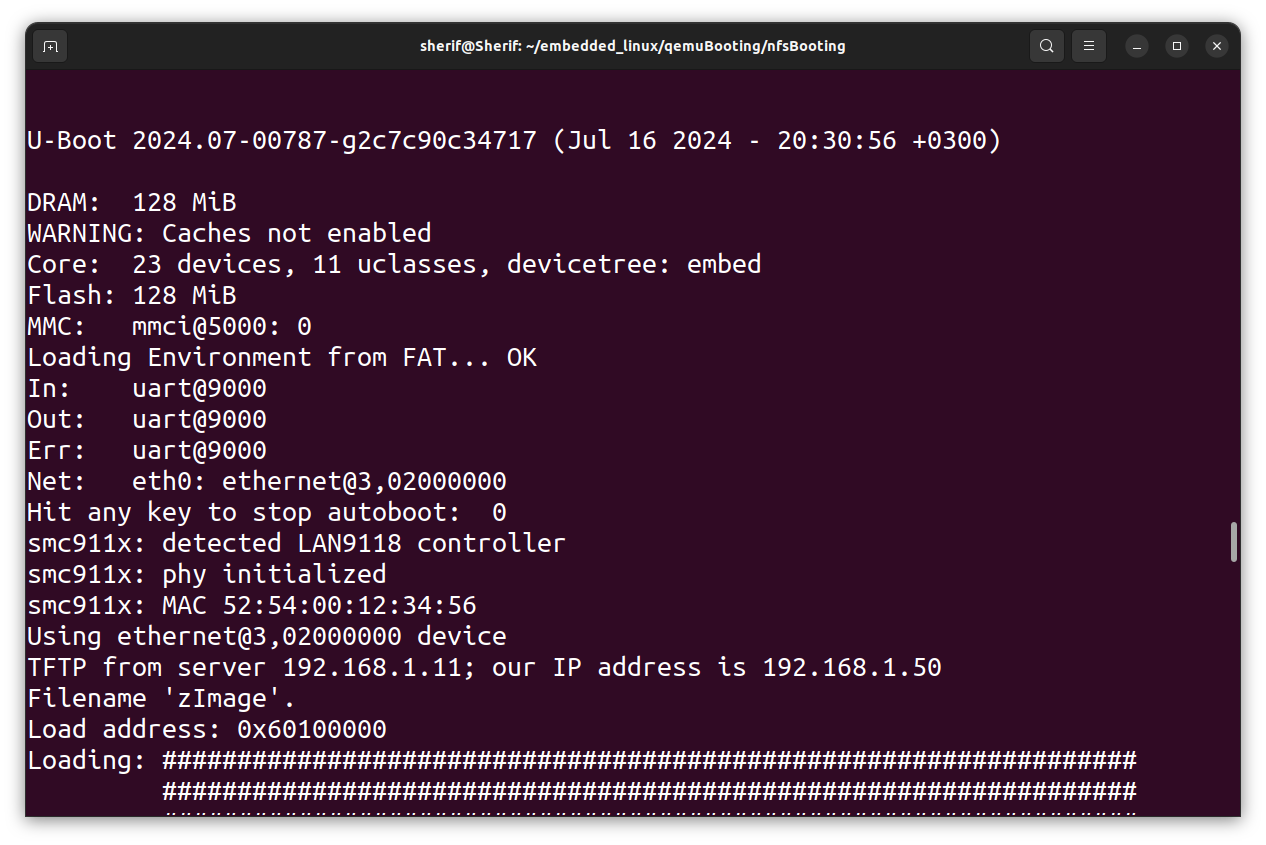 sherif@Sherif: ~/embedded_linux/qemuBooting/nfsBooting
U-Boot 2024.07-00787-g2c7c90c34717 (Jul 16 2024 - 20:30:56 +0300)
DRAM:  128 MiB
WARNING: Caches not enabled
Core:  23 devices, 11 uclasses, devicetree: embed
Flash: 128 MiB
MMC:   mmci@5000: 0
Loading Environment from FAT... OK
In:    uart@9000
Out:   uart@9000
Err:   uart@9000
Net:   eth0: ethernet@3,02000000
Hit any key to stop autoboot:  0
smc911x: detected LAN9118 controller
smc911x: phy initialized
smc911x: MAC 52:54:00:12:34:56
Using ethernet@3,02000000 device
TFTP from server 192.168.1.11; our IP address is 192.168.1.50
Filename 'zImage'.
Load address: 0x60100000
Loading: #################################################################
         #################################################################